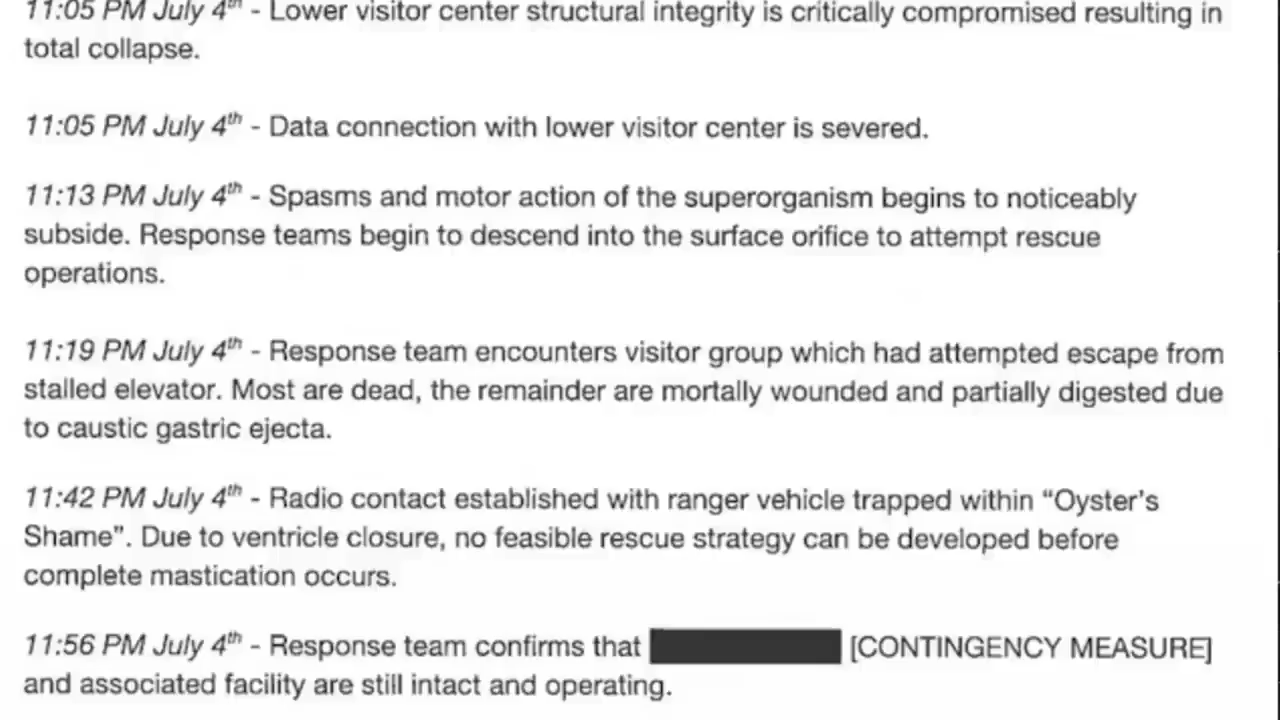 11:05 PM July 4th - Lower visitor center structural integrity is critically compromised resulting in
total collapse.
11:05 PM July 4th - Data connection with lower visitor center is severed.
11:13 PM July 4th - Spasms and motor action of the superorganism begins to noticeably
subside. Response teams begin to descend into the surface orifice to attempt rescue
operations.
11:19 PM July 4th - Response team encounters visitor group which had attempted escape from
stalled elevator. Most are dead, the remainder are mortally wounded and partially digested due
to caustic gastric ejecta.
11:42 PM July 4th - Radio contact established with ranger vehicle trapped within “Oyster’s
Shame”. Due to ventricle closure, no feasible rescue strategy can be developed before
complete mastication occurs.
11:56 PM July 4th - Response team confirms that [CONTINGENCY MEASURE]
and associated facility are still intact and operating.